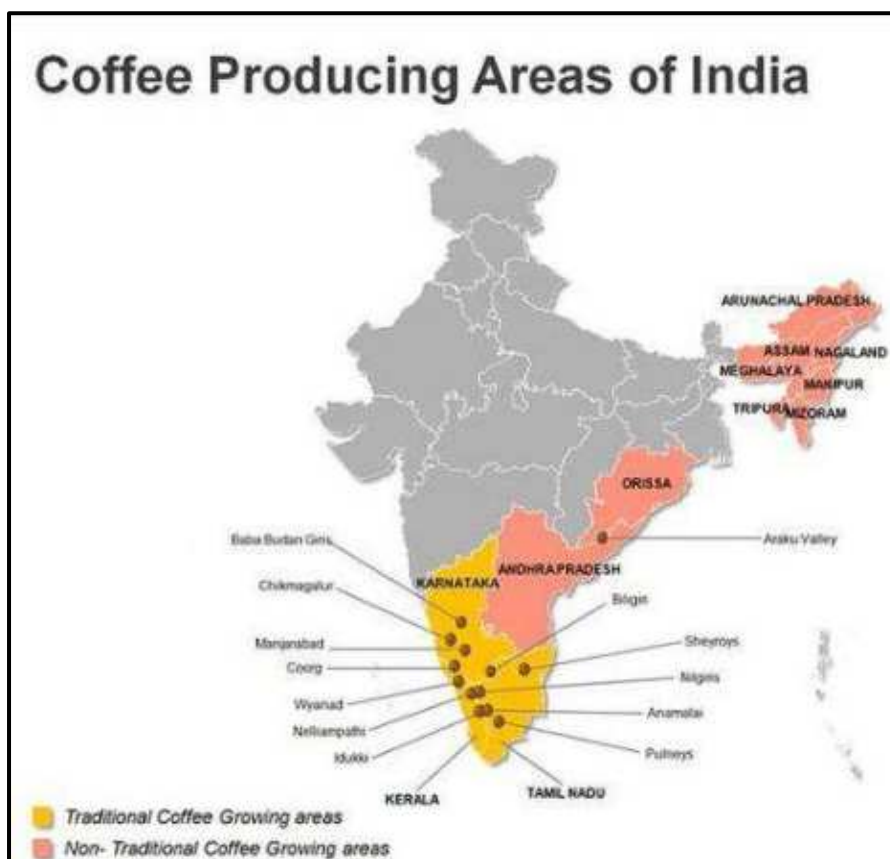 Coffee Producing Areas of India
ARUNACHAL PRADESH
ASSAM
NAGALAND
MEGHALAYA
MANIPUR
TRIPURA
MIZORAM
ORISSA
Baba Budan Giris
Araku Valley
ANDHRA PRADESH
KARNATAKA
Chikmagalur
Biligiri
Manjarabad
Sheyroys
Coorg
Nilgiris
Wyanad
Anamalai
Nelliampathi
Idukki
Pulneys
KERALA
TAMIL NADU
Traditional Coffee Growing areas
Non- Traditional Coffee Growing areas